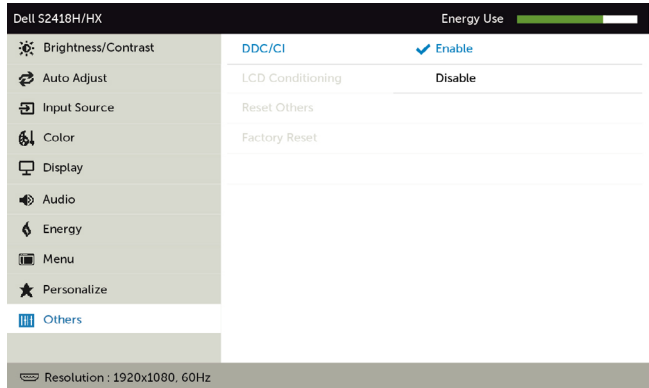 Dell S2418H/HX Energy Use
Brightness/Contrast DDC/CI Enable
Auto Adjust LCD Conditioning Disable
Input Source Reset Others
Color Factory Reset
Display
Audio
Energy
Menu
Personalize
Others
Resolution : 1920x1080, 60Hz